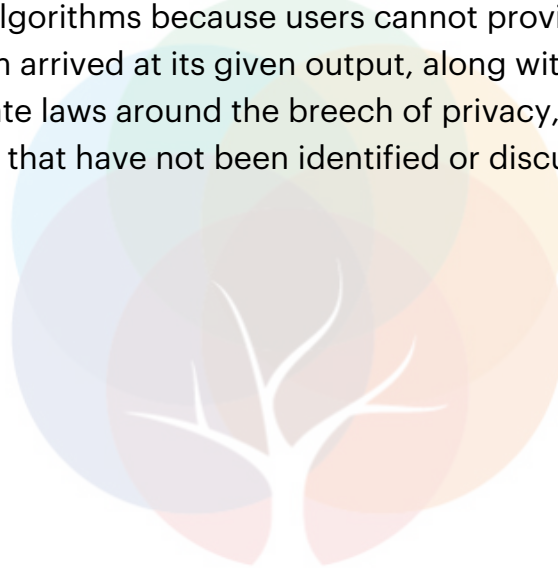 lgorithms because users cannot provi
n arrived at its given output, along wit
te laws around the breech of privacy,
that have not been identified or discu